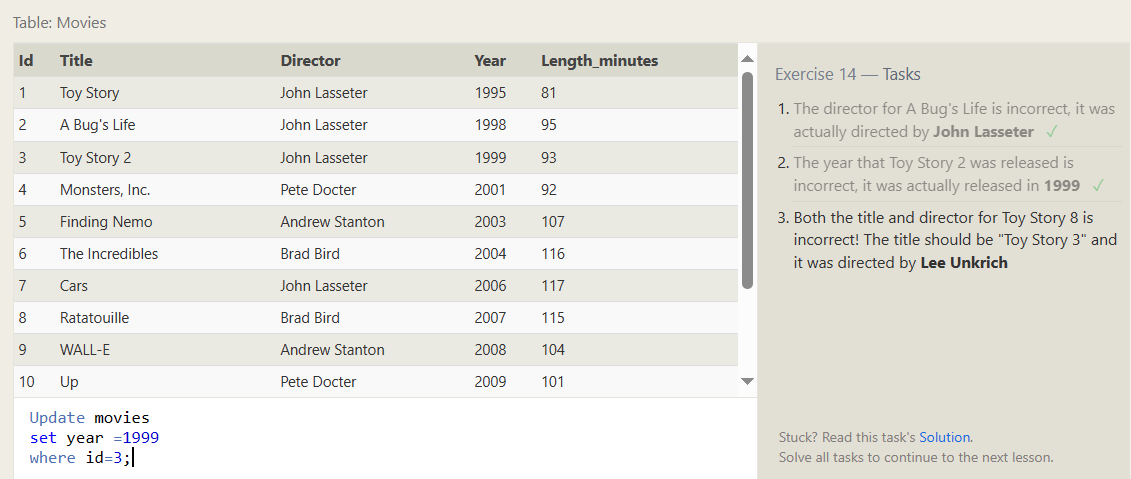 Table: Movies
Id Title Director Year Length_minutes
1 Toy Story John Lasseter 1995 81
2 A Bug's Life John Lasseter 1998 95
3 Toy Story 2 John Lasseter 1999 93
4 Monsters, Inc. Pete Docter 2001 92
5 Finding Nemo Andrew Stanton 2003 107
6 The Incredibles Brad Bird 2004 116
7 Cars John Lasseter 2006 117
8 Ratatouille Brad Bird 2007 115
9 WALL-E Andrew Stanton 2008 104
10 Up Pete Docter 2009 101
Update movies
set year =1999
where id=3;
Exercise 14 — Tasks
1. The director for A Bug's Life is incorrect, it was
actually directed by John Lasseter ✓
2. The year that Toy Story 2 was released is
incorrect, it was actually released in 1999 ✓
3. Both the title and director for Toy Story 8 is
incorrect! The title should be "Toy Story 3" and
it was directed by Lee Unkrich
Stuck? Read this task's Solution.
Solve all tasks to continue to the next lesson.